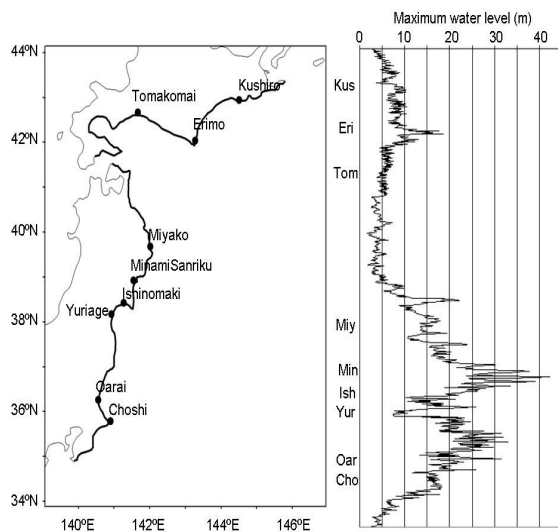 Maximum water level (m)
0 10 20 30 40
44ºN
42ºN
40ºN
38ºN
36ºN
34ºN
140ºE 142ºE 144ºE 146ºE
Kushiro
Tomakomai
Erimo
Miyako
MinamiSanriku
Ishinomaki
Yuriage
Oarai
Choshi
Kus
Eri
Tom
Miy
Min
Ish
Yur
Oar
Cho